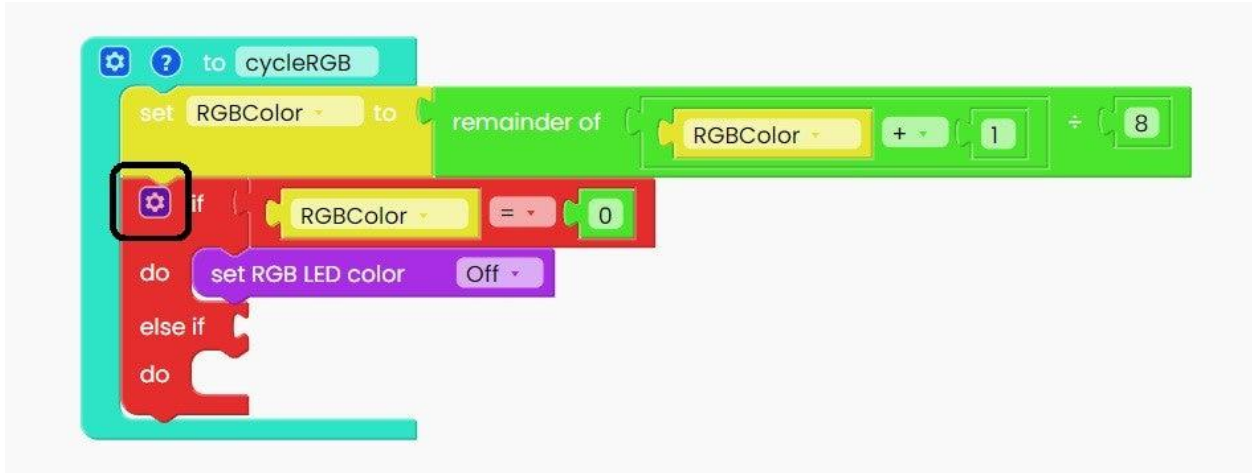 ? to cycleRGB
set RGBColor to remainder of RGBColor + 1 ÷ 8
if RGBColor = 0
do set RGB LED color Off
else if
do